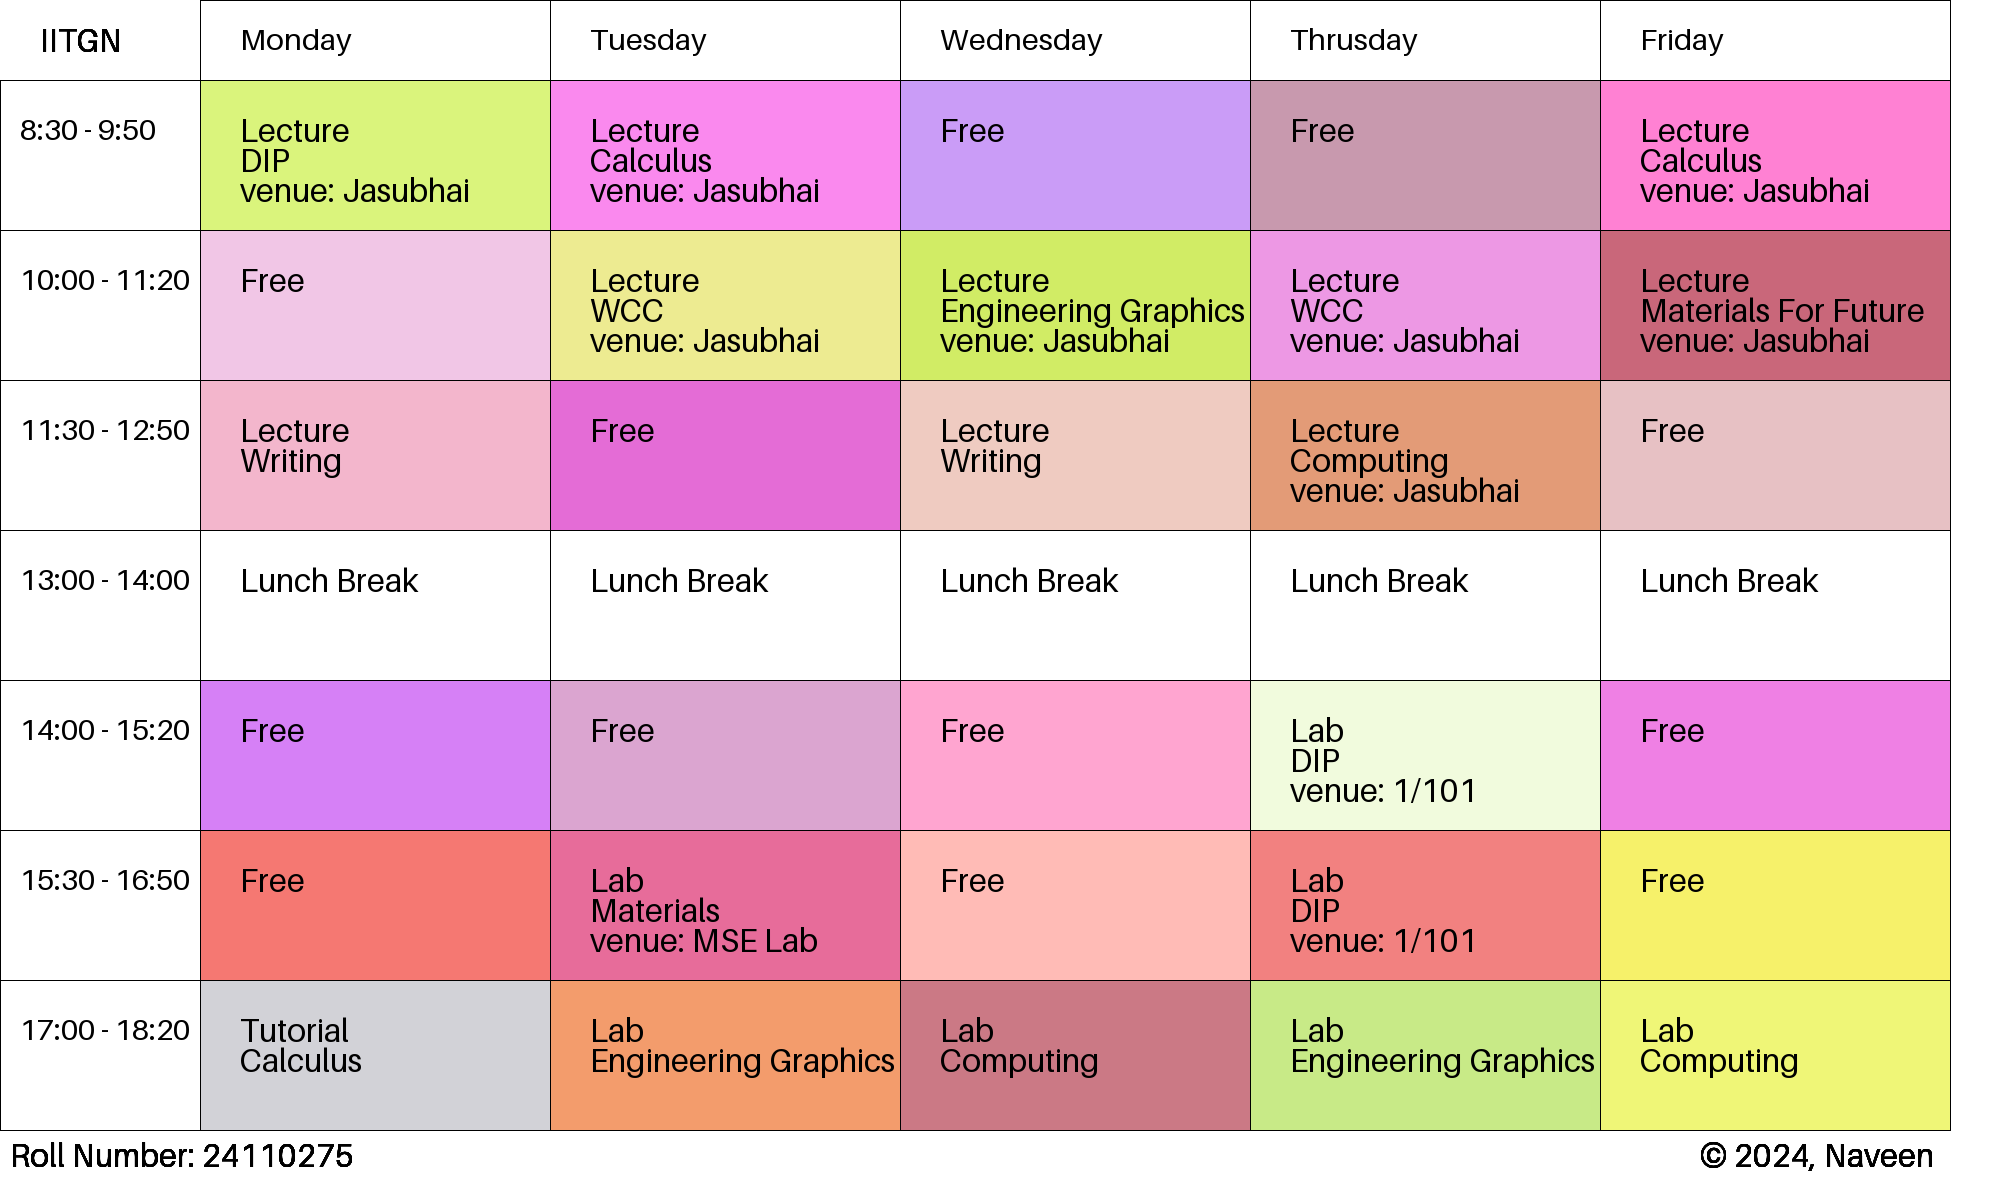 IITGN Monday Tuesday Wednesday Thrusday Friday
8:30 - 9:50
Lecture
DIP
venue: Jasubhai
Lecture
Calculus
venue: Jasubhai
Free
Free
Lecture
Calculus
venue: Jasubhai
10:00 - 11:20
Free
Lecture
WCC
venue: Jasubhai
Lecture
Engineering Graphics
venue: Jasubhai
Lecture
WCC
venue: Jasubhai
Lecture
Materials For Future
venue: Jasubhai
11:30 - 12:50
Lecture
Writing
Free
Lecture
Writing
Lecture
Computing
venue: Jasubhai
Free
13:00 - 14:00
Lunch Break
Lunch Break
Lunch Break
Lunch Break
Lunch Break
14:00 - 15:20
Free
Free
Free
Lab
DIP
venue: 1/101
Free
15:30 - 16:50
Free
Lab
Materials
venue: MSE Lab
Free
Lab
DIP
venue: 1/101
Free
17:00 - 18:20
Tutorial
Calculus
Lab
Engineering Graphics
Lab
Computing
Lab
Engineering Graphics
Lab
Computing
Roll Number: 24110275
© 2024, Naveen